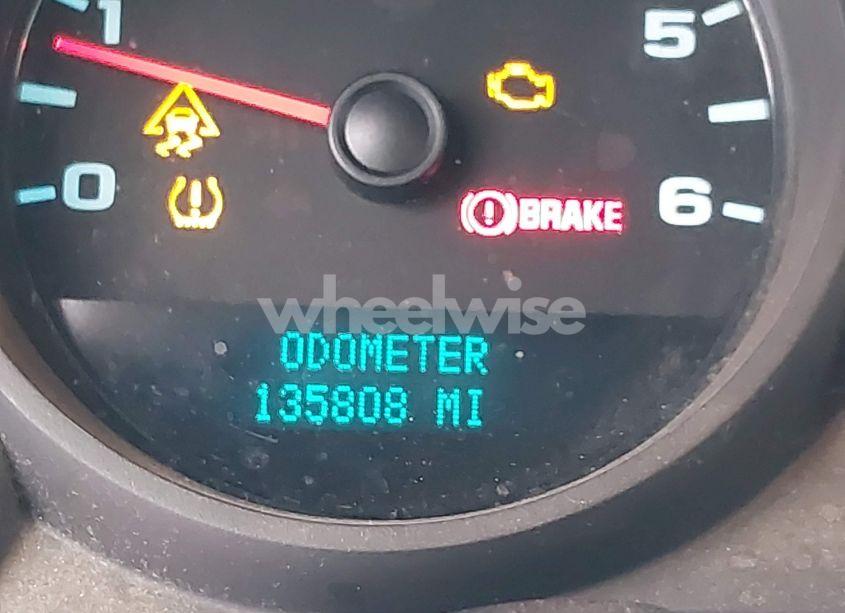 1
5
0
6
BRAKE
wheelwise
ODOMETER
135808 MI